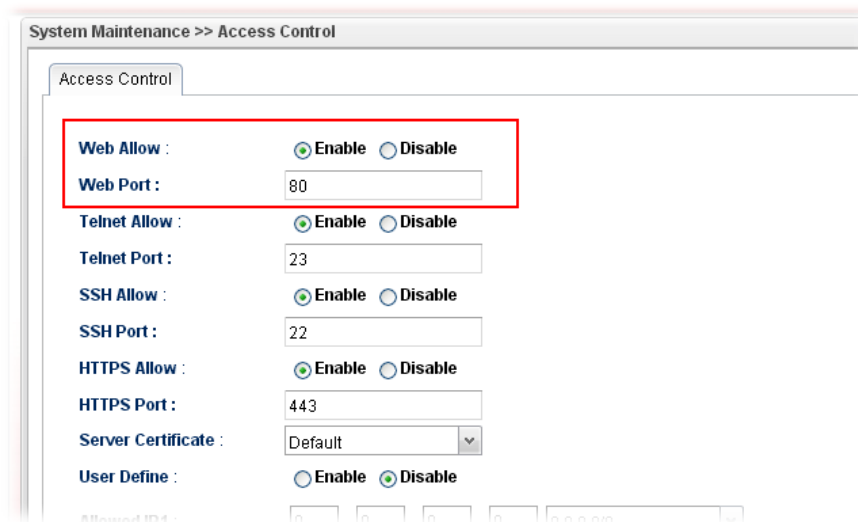 System Maintenance >> Access Control
Access Control
Web Allow : Enable Disable
Web Port : 80
Telnet Allow : Enable Disable
Telnet Port : 23
SSH Allow : Enable Disable
SSH Port : 22
HTTPS Allow : Enable Disable
HTTPS Port : 443
Server Certificate : Default
User Define : Enable Disable